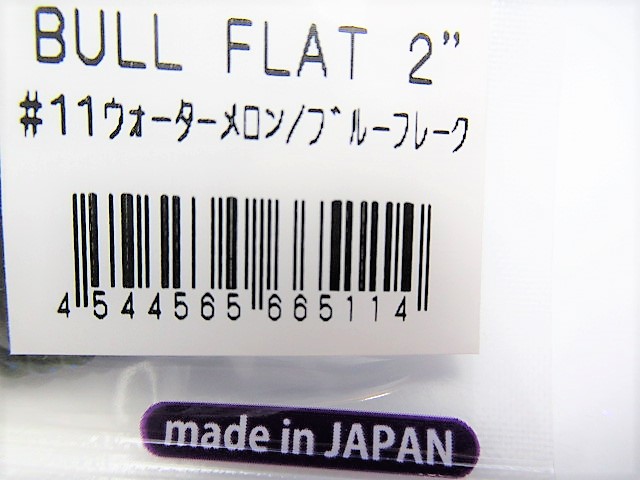 BULL FLAT 2”
#11ウォーターメロン/ブルーフレーク
4 544565 665114
made in JAPAN